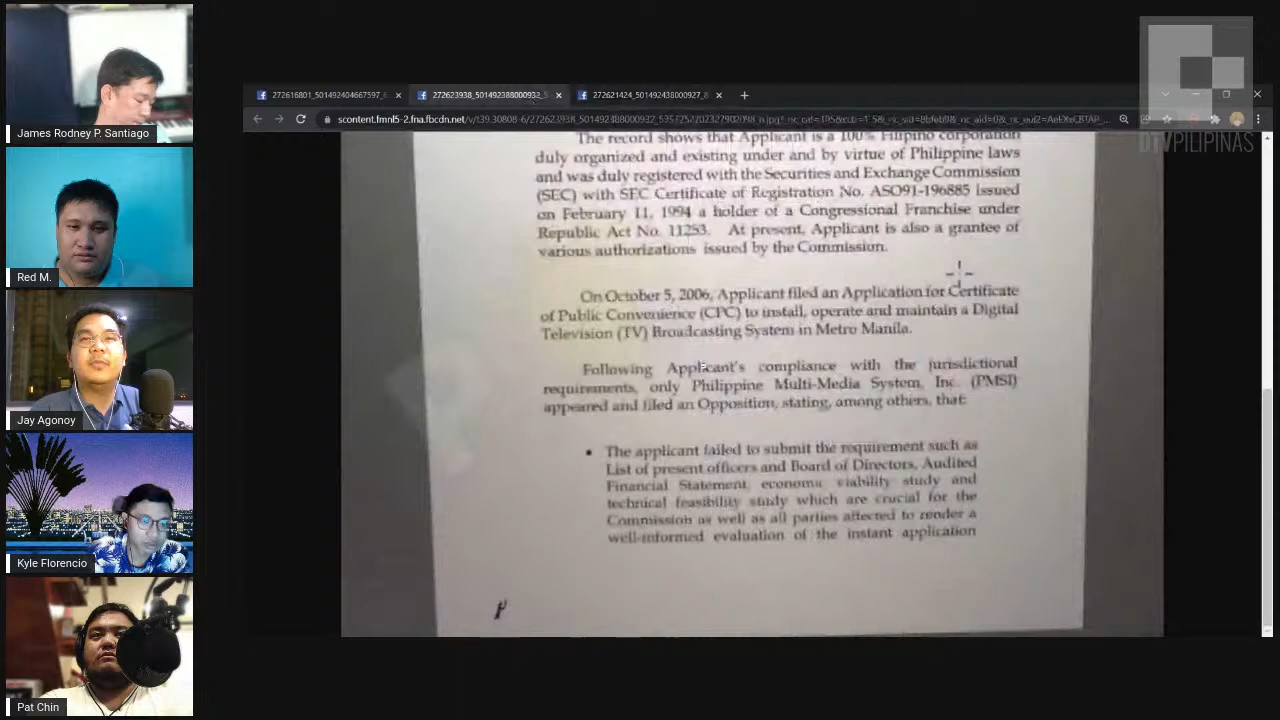 James Rodney P. Santiago
Red M.
Jay Agonoy
Kyle Florencio
Pat Chin
DTVPILIPINAS
272616801_501492404667597_
272623938_501492388000932_5
272621424_501492438000927_8
The record shows that Applicant is a 100% Filipino corporation
duly organized and existing under and by virtue of Philippine laws
and was duly registered with the Securities and Exchange Commission
(SEC) with SEC Certificate of Registration No. ASO91-196885 issued
on February 11, 1994 a holder of a Congressional Franchise under
Republic Act No. 11253. At present, Applicant is also a grantee of
various authorizations issued by the Commission.
On October 5, 2006, Applicant filed an Application for Certificate
of Public Convenience (CPC) to install, operate and maintain a Digital
Television (TV) Broadcasting System in Metro Manila.
Following Applicant's compliance with the jurisdictional
requirements, only Philippine Multi-Media System, Inc. (PMSI)
appeared and filed an Opposition, stating, among others, that:
• The applicant failed to submit the requirement such as
List of present officers and Board of Directors, Audited
Financial Statement, economic viability study and
technical feasibility study which are crucial for the
Commission as well as all parties affected to render a
well-informed evaluation of the instant application